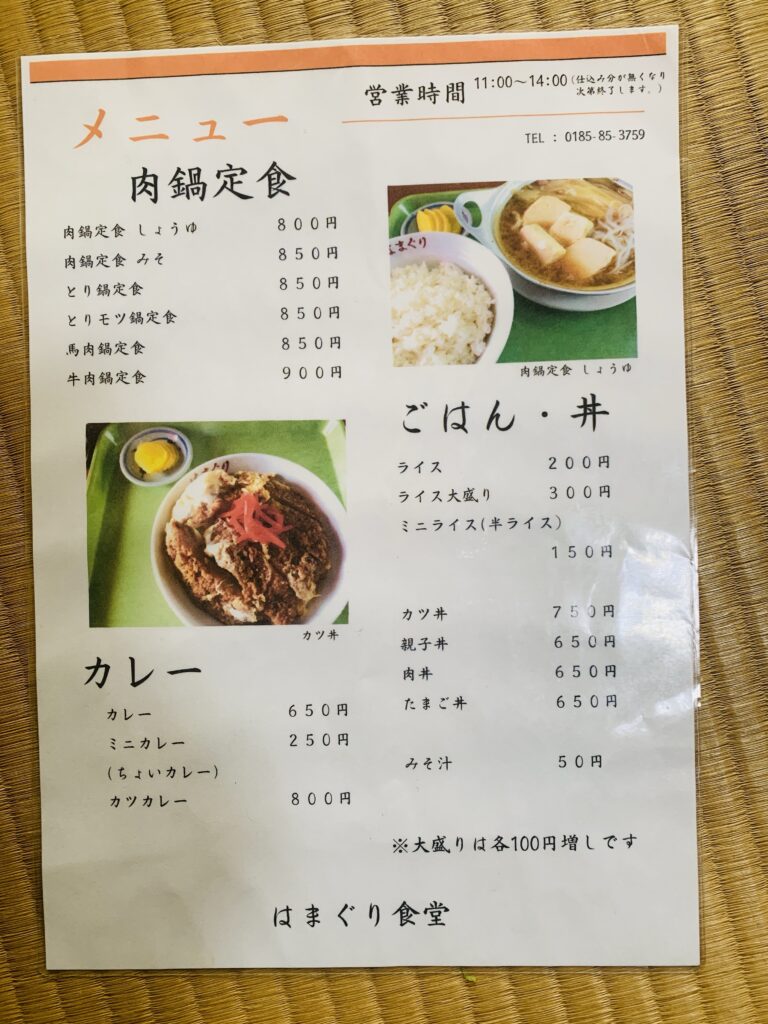 営業時間 11:00〜14:00(仕込み分が無くなり
次第終了します。)
メニュー
TEL : 0185-85-3759
肉鍋定食
肉鍋定食 しょうゆ 800円
肉鍋定食 みそ 850円
とり鍋定食 850円
とりモツ鍋定食 850円
馬肉鍋定食 850円
牛肉鍋定食 900円
はまぐり
肉鍋定食 しょうゆ
はまぐり
カツ丼
カレー
カレー 650円
ミニカレー 250円
(ちょいカレー)
カツカレー 800円
ごはん・丼
ライス 200円
ライス大盛り 300円
ミニライス(半ライス)
150円
カツ丼 750円
親子丼 650円
肉丼 650円
たまご丼 650円
みそ汁 50円
※大盛りは各100円増しです
はまぐり食堂